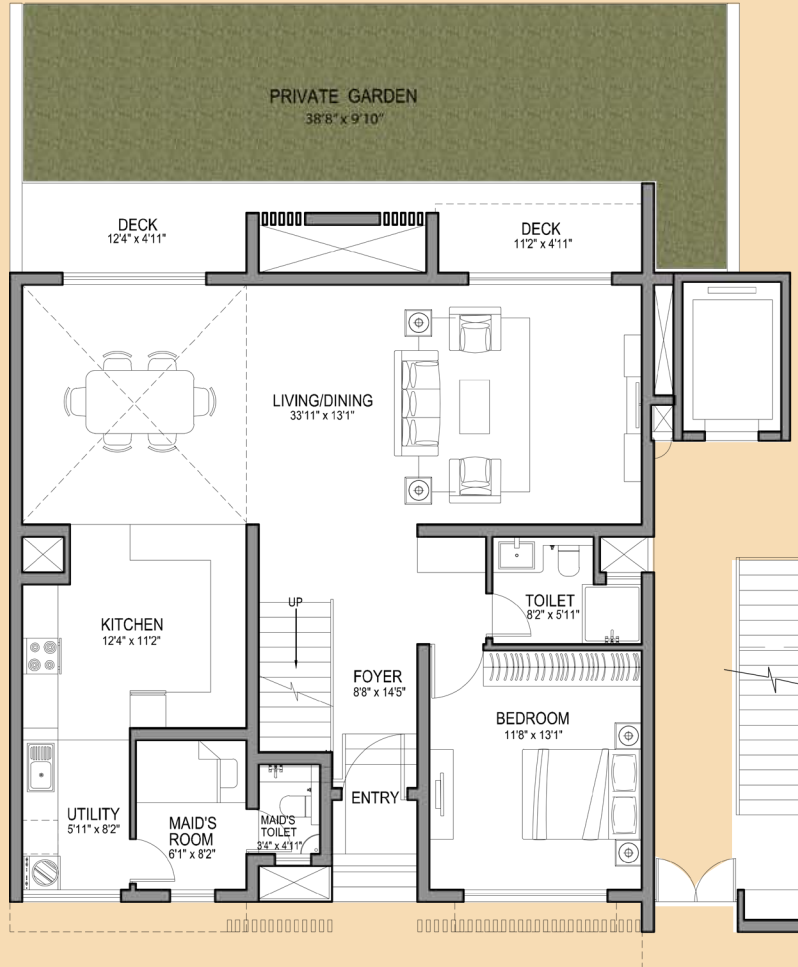 PRIVATE GARDEN
38'8" x 9'10"
DECK
12'4" x 4'11"
DECK
11'2" x 4'11"
LIVING/DINING
33'11" x 13'1"
KITCHEN
12'4" x 11'2"
UP
TOILET
8'2" x 5'11"
FOYER
8'8" x 14'5"
BEDROOM
11'8" x 13'1"
ENTRY
UTILITY
5'11" x 8'2"
MAID'S
ROOM
6'1" x 8'2"
MAID'S
TOILET
3'4" x 4'11"